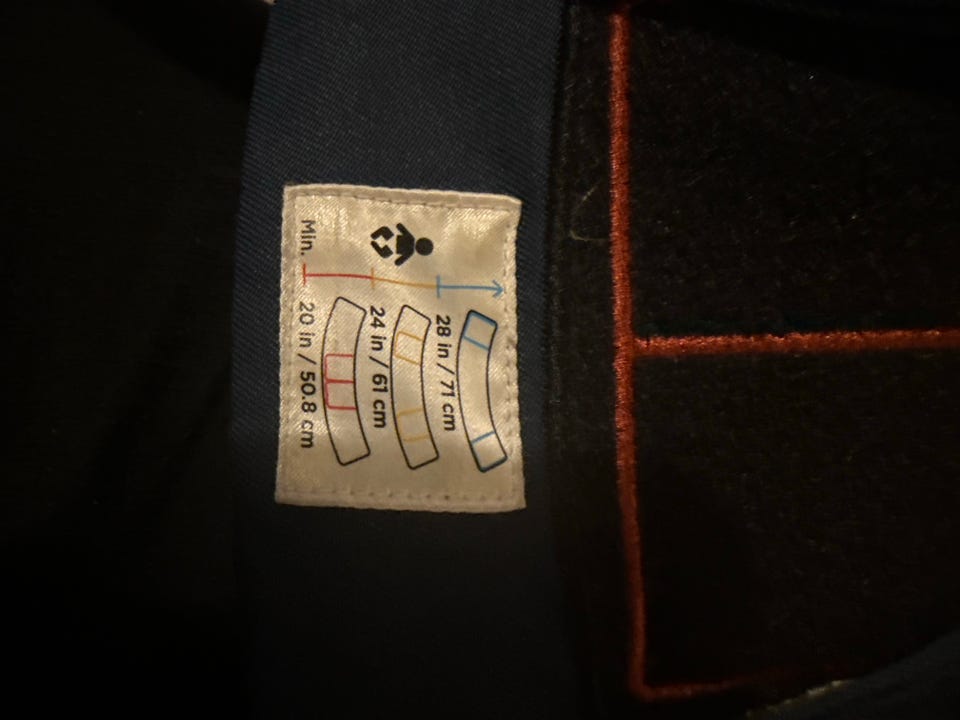 28 in / 71 cm
24 in / 61 cm
Min. 20 in / 50.8 cm